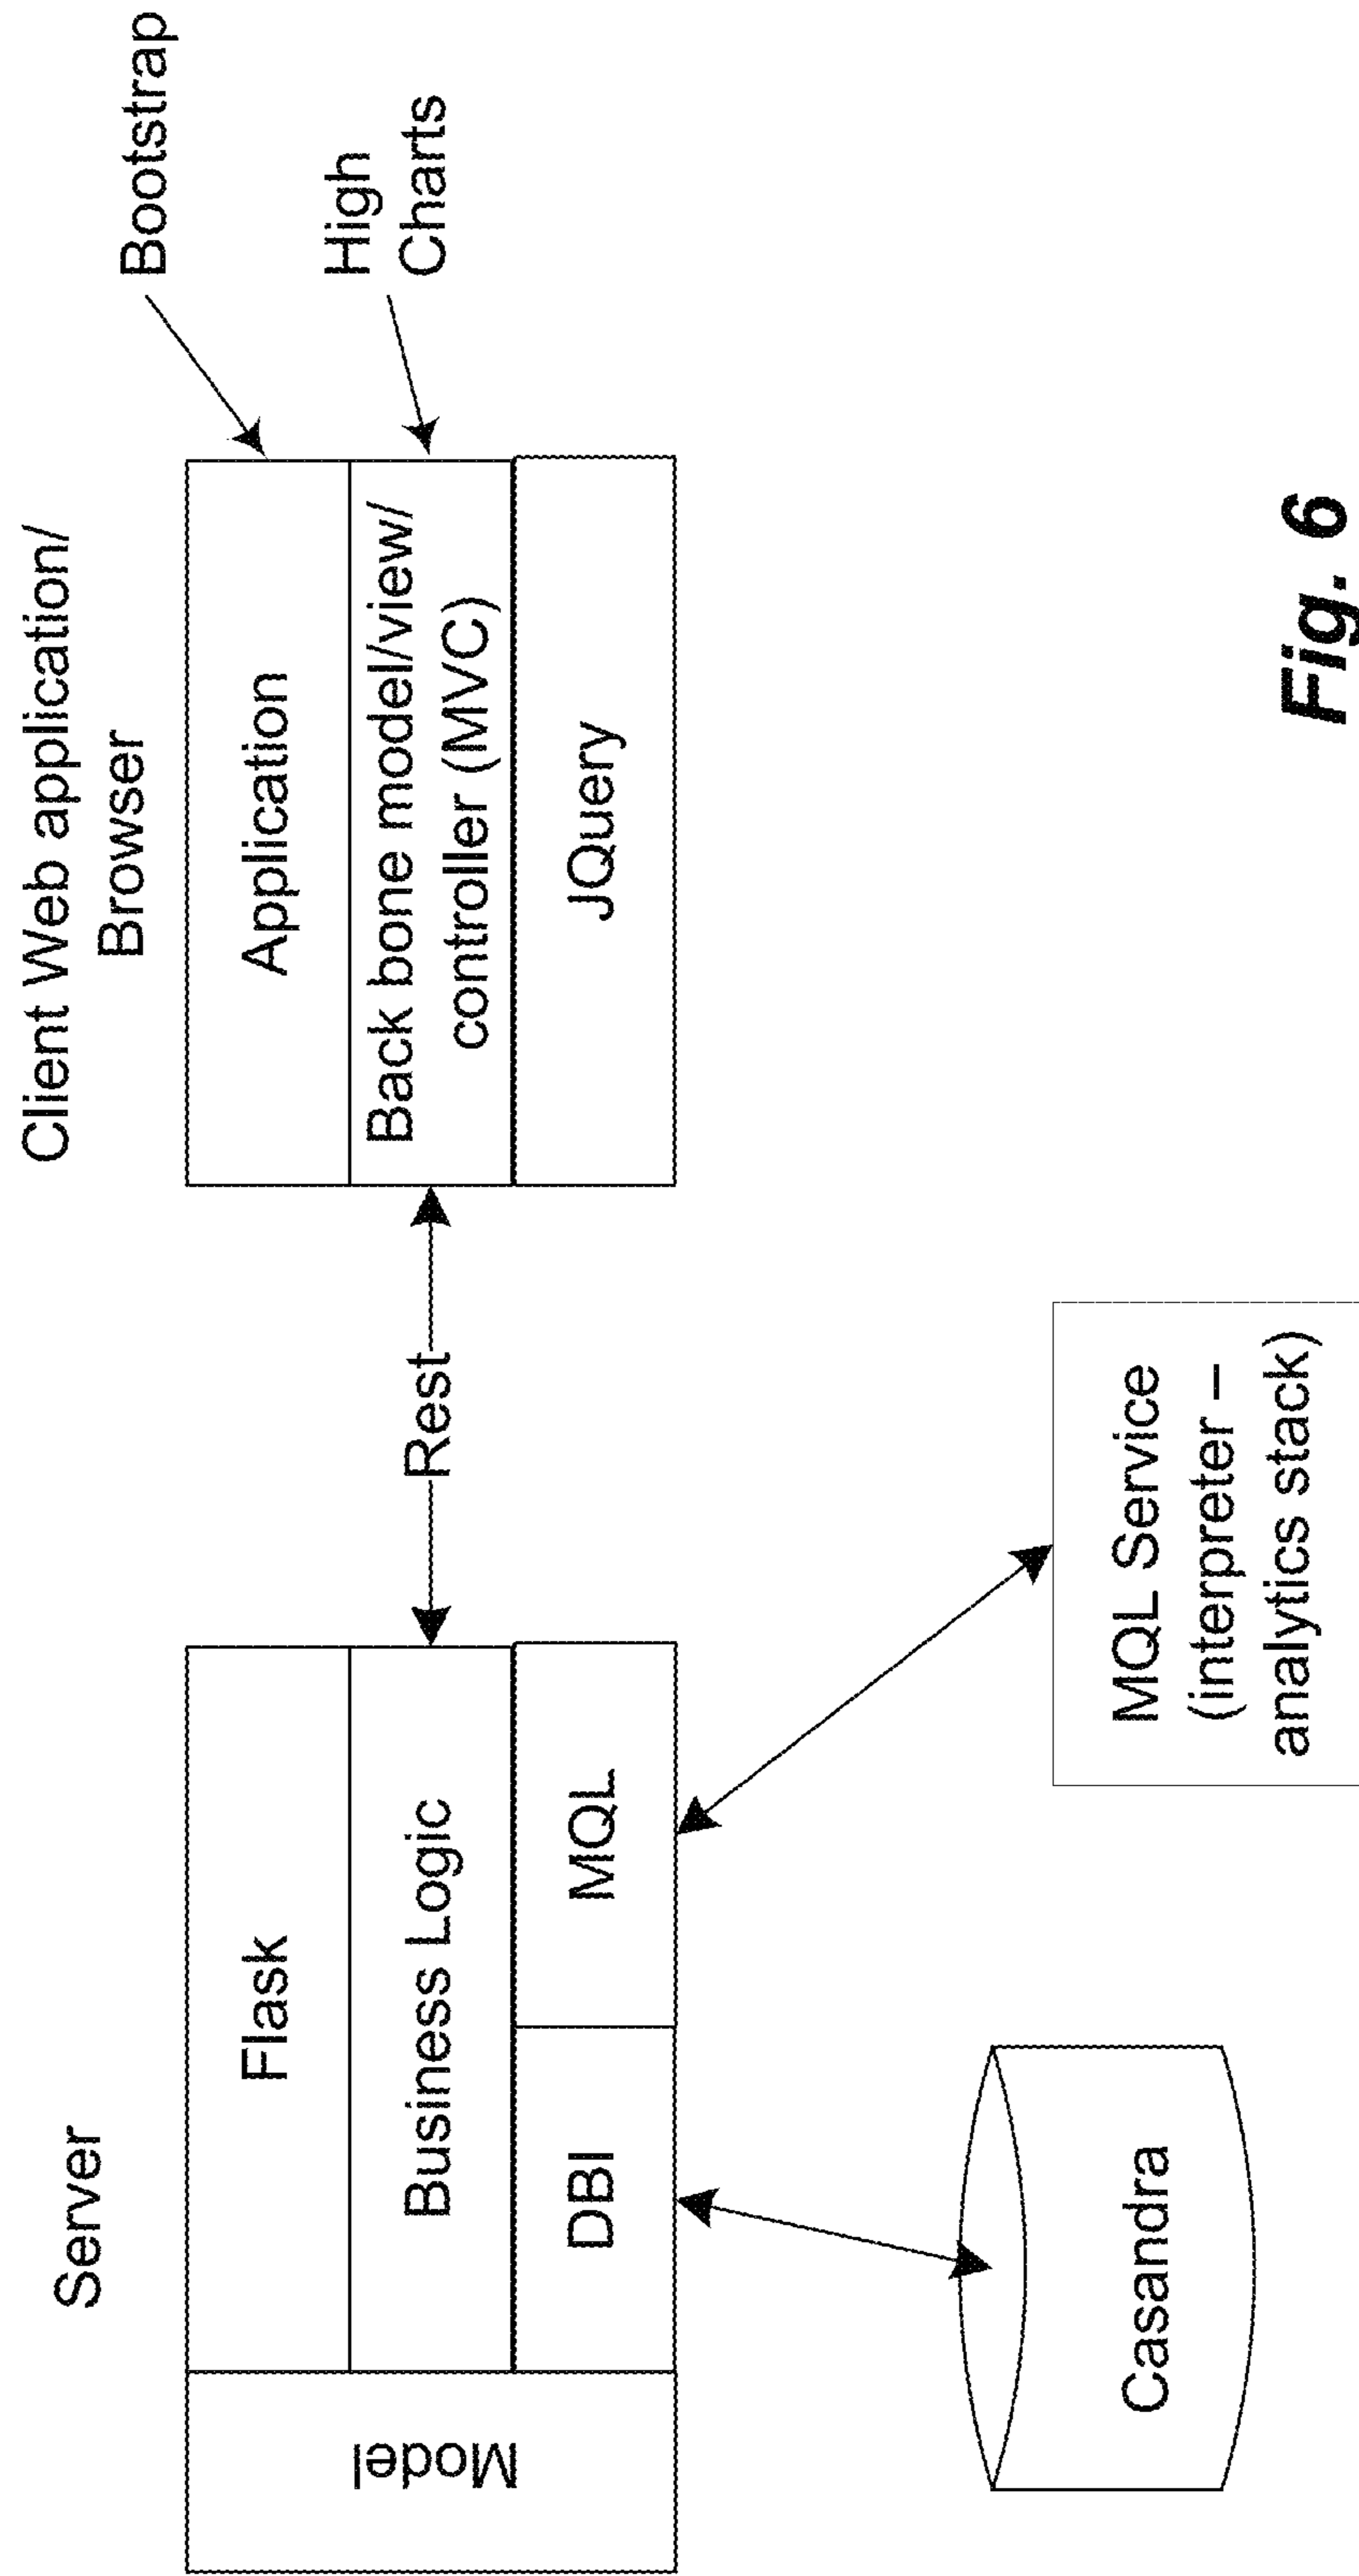 Server
Client Web application/
Browser
Model
Flask
Business Logic
DBI
MQL
Rest
Application
Back bone model/view/
controller (MVC)
JQuery
Bootstrap
High
Charts
Casandra
MQL Service
(interpreter –
analytics stack)
Fig. 6